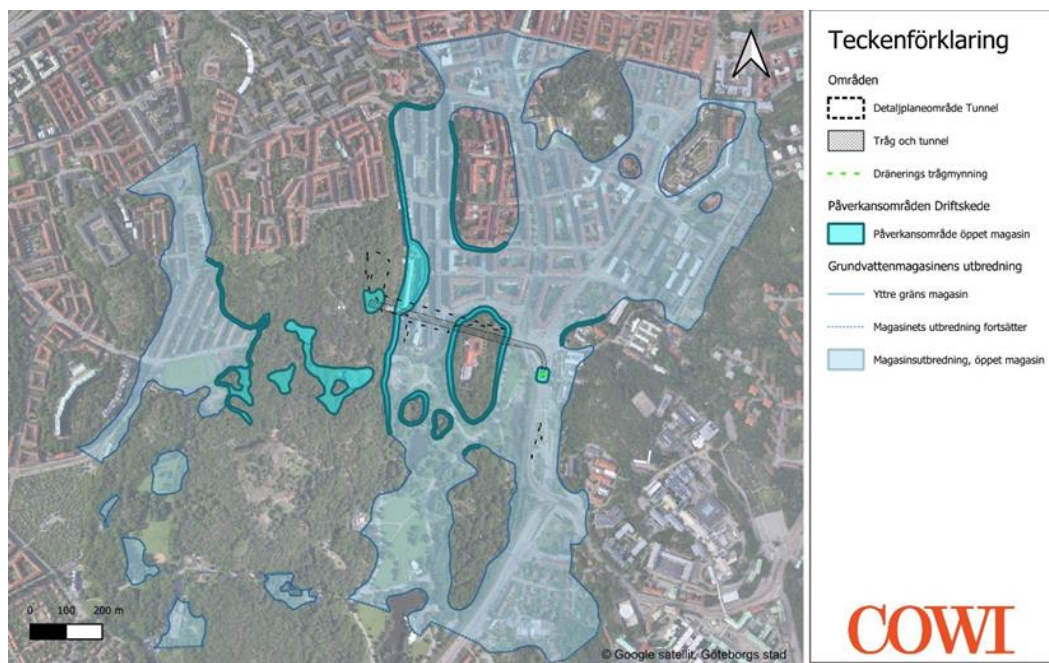 Teckenförklaring
Områden
Detaljplaneområde Tunnel
Tråg och tunnel
Dränerings trågmynning
Påverkansområden Driftskede
Påverkansområde öppet magasin
Grundvattenmagasinens utbredning
Yttre gräns magasin
Magasinets utbredning fortsätter
Magasinsutbredning, öppet magasin
0 100 200 m
© Google satellit, Göteborgs stad
COWI